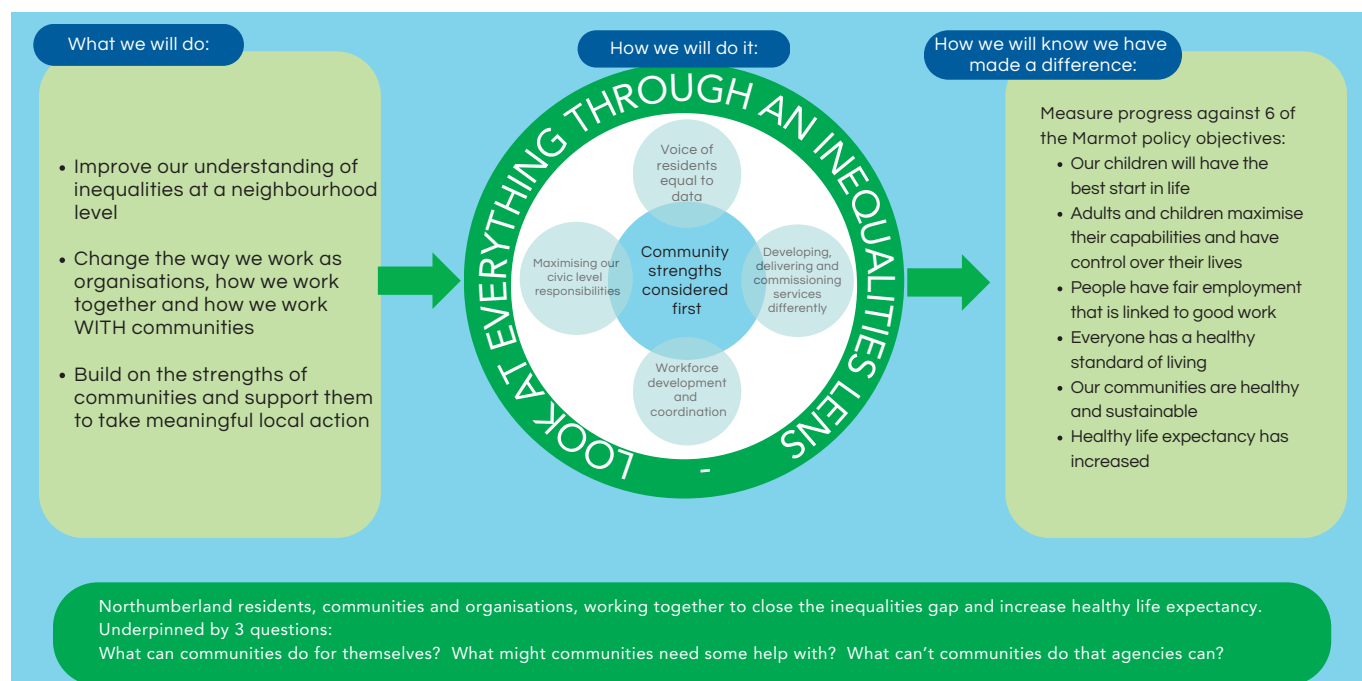 What we will do:
• Improve our understanding of
inequalities at a neighbourhood
level
• Change the way we work as
organisations, how we work
together and how we work
WITH communities
• Build on the strengths of
communities and support them
to take meaningful local action
How we will do it:
LOOK AT EVERYTHING THROUGH AN INEQUALITIES LENS -
Voice of
residents
equal to
data
Maximising our
civic level
responsibilities
Community
strengths
considered
first
Developing,
delivering and
commissioning
services
differently
Workforce
development
and
coordination
How we will know we have
made a difference:
Measure progress against 6 of
the Marmot policy objectives:
• Our children will have the
best start in life
• Adults and children maximise
their capabilities and have
control over their lives
• People have fair employment
that is linked to good work
• Everyone has a healthy
standard of living
• Our communities are healthy
and sustainable
• Healthy life expectancy has
increased
Northumberland residents, communities and organisations, working together to close the inequalities gap and increase healthy life expectancy.
Underpinned by 3 questions:
What can communities do for themselves? What might communities need some help with? What can't communities do that agencies can?